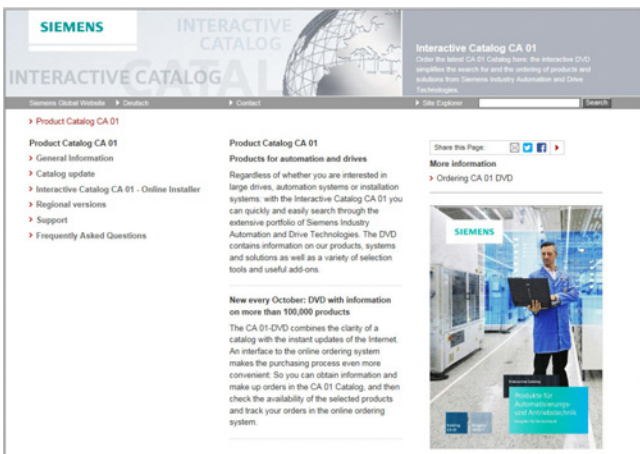 SIEMENS
INTERACTIVE
CATALOG
INTERACTIVE CATALOG
CATAL
Interactive Catalog CA 01
Order the latest CA 01 Catalog here: the interactive DVD
simplifies the search for and the ordering of products and
solutions from Siemens Industry Automation and Drive
Technologies.
Siemens Global Website
Deutsch
Contact
Site Explorer
Search
Product Catalog CA 01
Product Catalog CA 01
General Information
Catalog update
Interactive Catalog CA 01 - Online Installer
Regional versions
Support
Frequently Asked Questions
Product Catalog CA 01
Products for automation and drives
Regardless of whether you are interested in
large drives, automation systems or installation
systems: with the Interactive Catalog CA 01 you
can quickly and easily search through the
extensive portfolio of Siemens Industry
Automation and Drive Technologies. The DVD
contains information on our products, systems
and solutions as well as a variety of selection
tools and useful add-ons.
New every October: DVD with information
on more than 100,000 products
The CA 01-DVD combines the clarity of a
catalog with the instant updates of the Internet.
An interface to the online ordering system
makes the purchasing process even more
convenient: So you can obtain information and
make up orders in the CA 01 Catalog, and then
check the availability of the selected products
and track your orders in the online ordering
system.
Share this Page:
More information
Ordering CA 01 DVD
SIEMENS
Interactive Catalog
Produkte für
Automatisierungs-
und Antriebstechnik